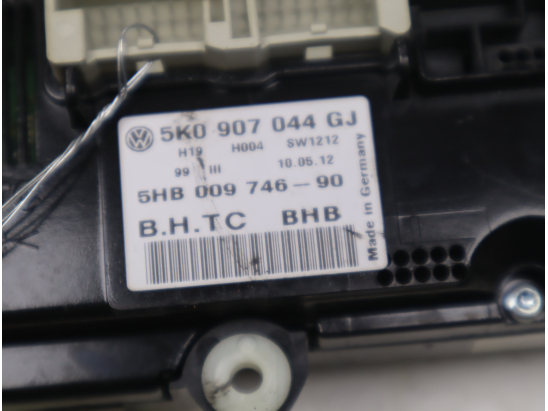 5K0 907 044 GJ
H19 H004 SW1212
99 III 10.05.12
5HB 009 746-90
B.H.TC BHB
Made in Germany